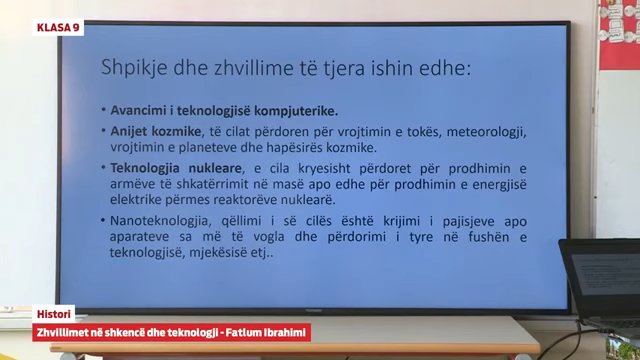 KLASA 9
Shpikje dhe zhvillime të tjera ishin edhe:
• Avancimi i teknologjisë kompjuterike.
• Anijet kozmike, të cilat përdoren për vrojtimin e tokës, meteorologji,
vrojtimin e planeteve dhe hapësirës kozmike.
• Teknologjia nukleare, e cila kryesisht përdoret për prodhimin e
armëve të shkatërrimit në masë apo edhe për prodhimin e energjisë
elektrike përmes reaktorëve nuklearë.
• Nanoteknologjia, qëllimi i së cilës është krijimi i pajisjeve apo
aparateve sa më të vogla dhe përdorimi i tyre në fushën e
teknologjisë, mjekësisë etj..
Histori
Zhvillimet në shkencë dhe teknologji - Fatlum Ibrahimi